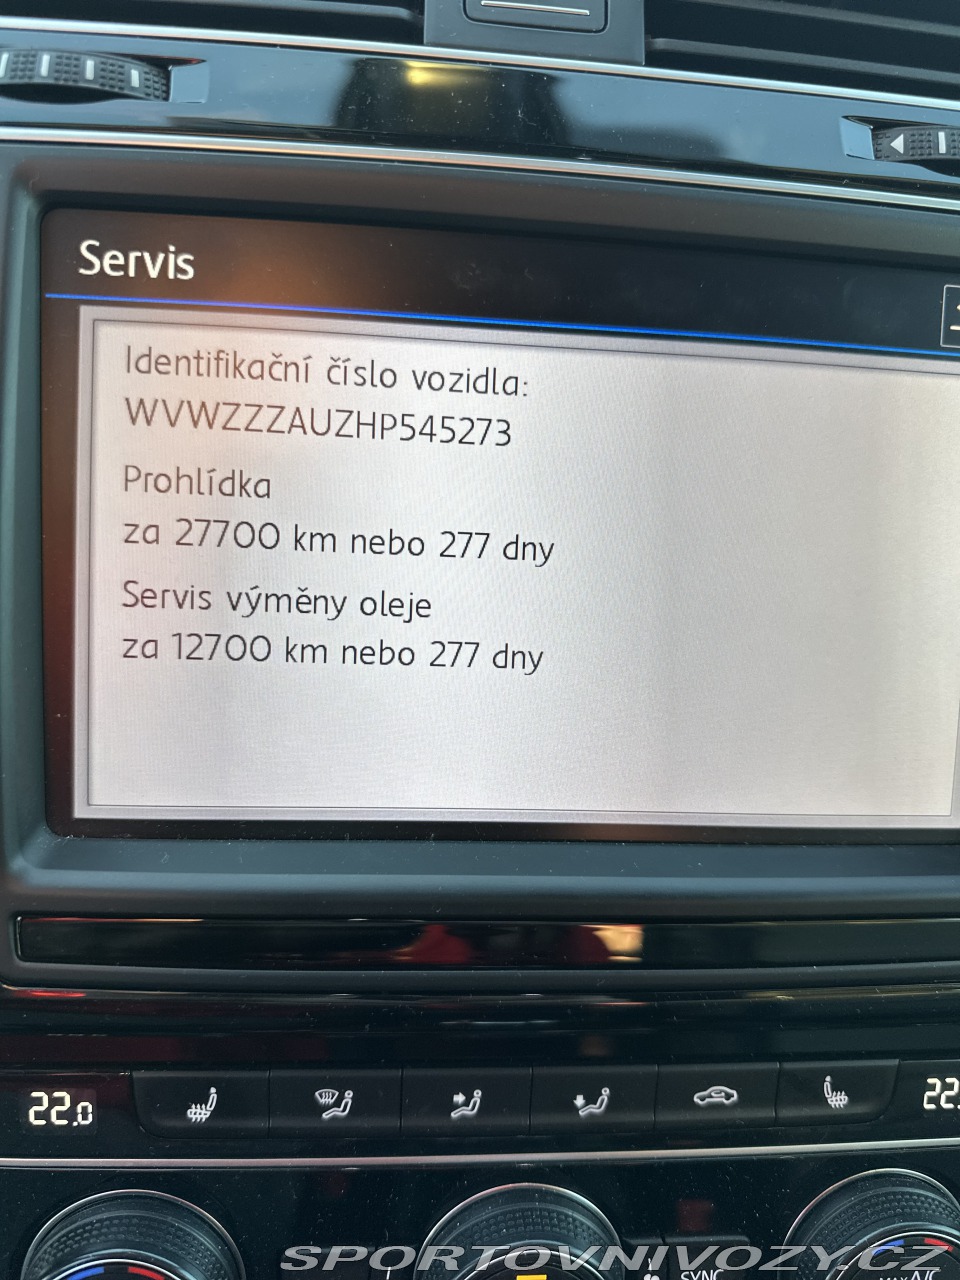 Servis
Identifikační číslo vozidla:
WVWZZZAUZHP545273
Prohlídka
za 27700 km nebo 277 dny
Servis výměny oleje
za 12700 km nebo 277 dny
22.0
22.
SPORTOVNIVOZY.CZ
SYNC
A/C